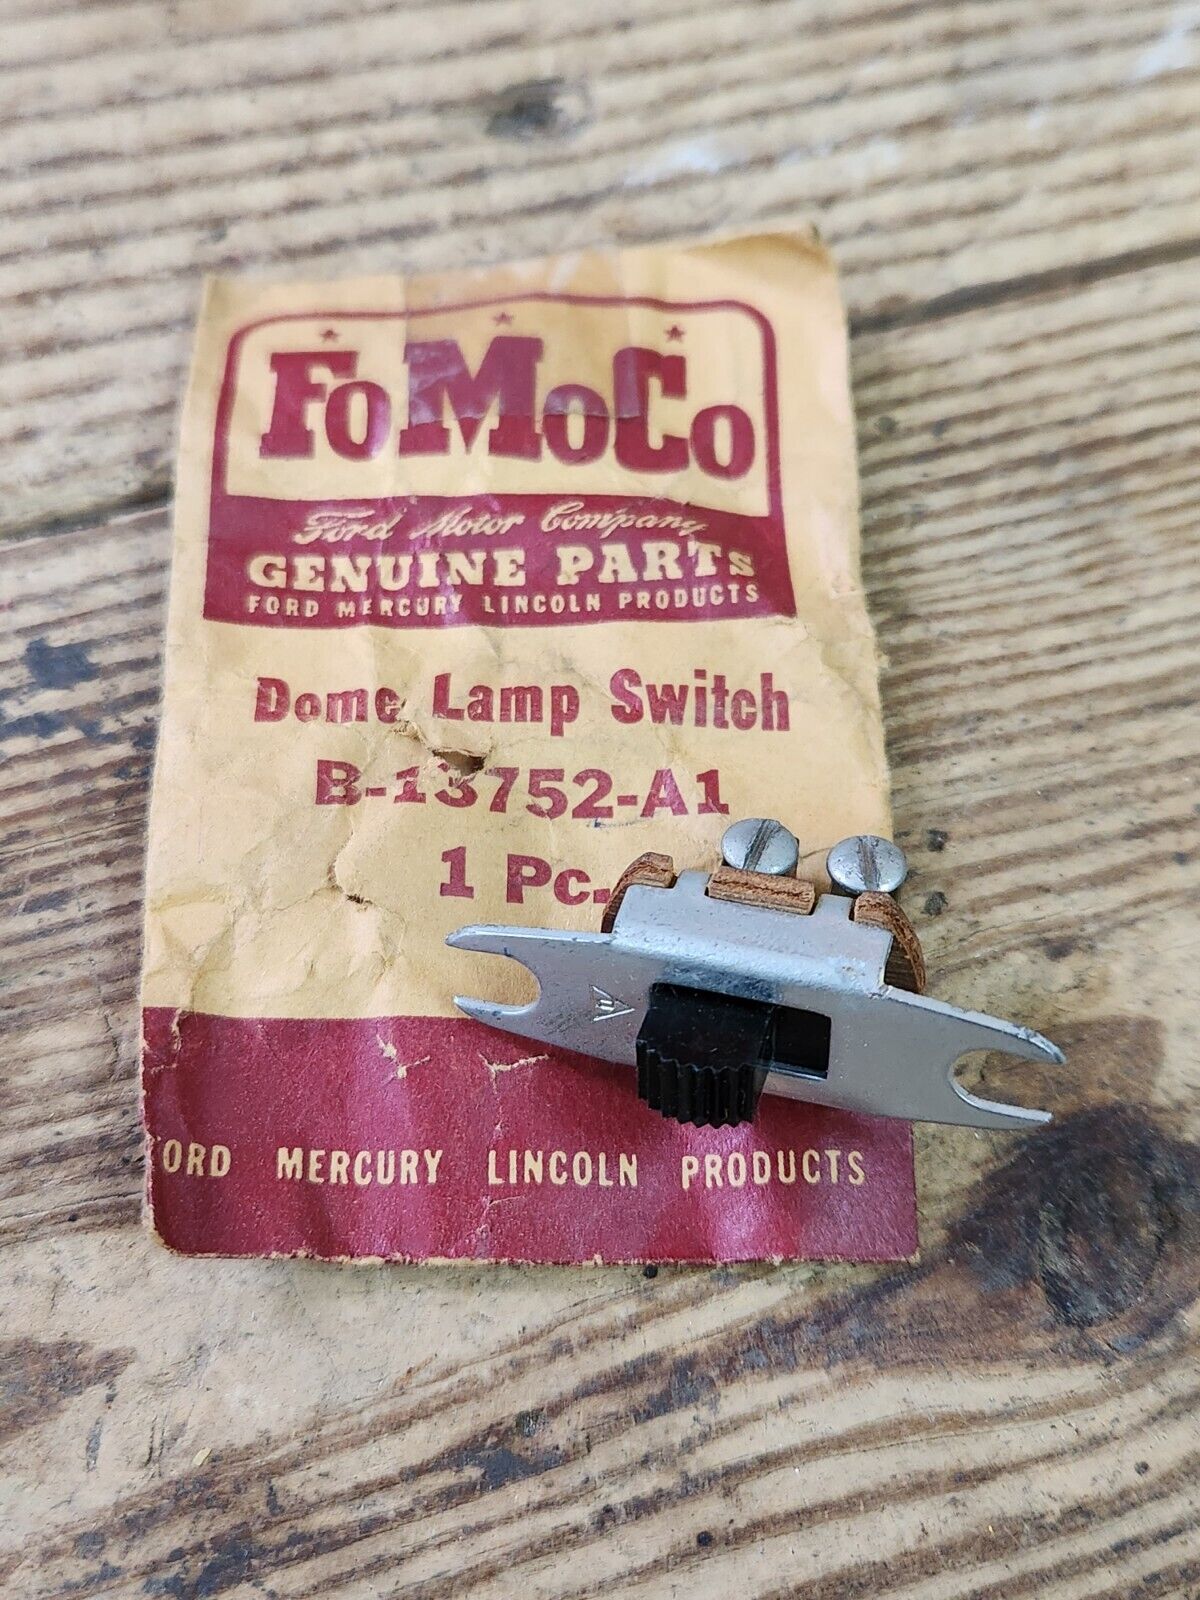 FoMoCo
Ford Motor Company
GENUINE PARTS
FORD MERCURY LINCOLN PRODUCTS
Dome Lamp Switch
B-13752-A1
1 Pc.
ORD MERCURY LINCOLN PRODUCTS